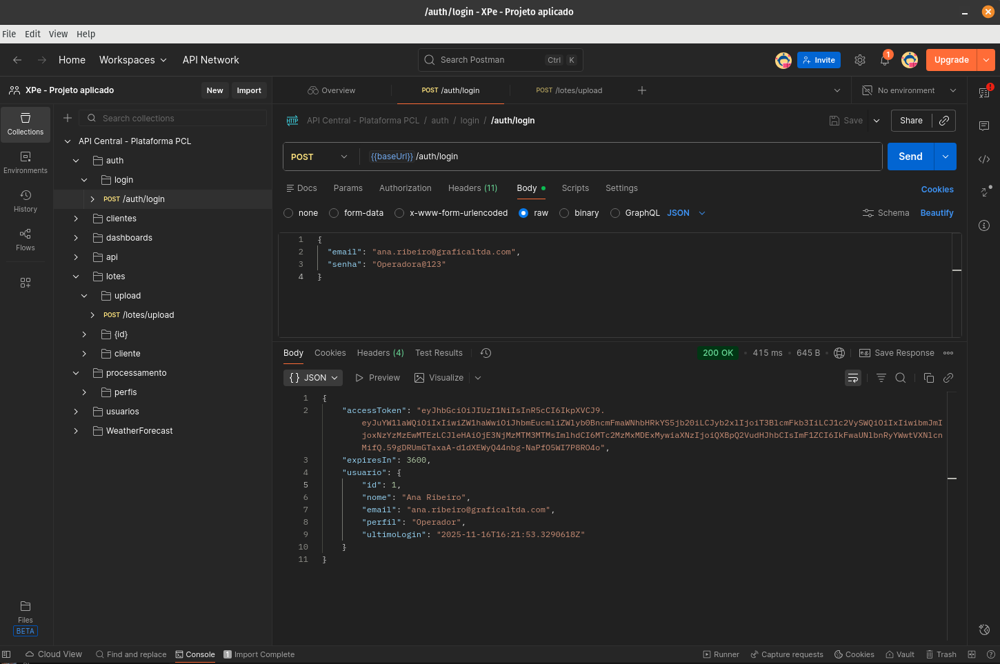 /auth/login - XPe - Projeto aplicado
File Edit View Help
Home Workspaces API Network
Search Postman Ctrl K
Invite
1
Upgrade
XPe - Projeto aplicado New Import
Overview
POST /auth/login
POST /lotes/upload
No environment
Collections
Environments
History
Flows
Files
BETA
Search collections
API Central - Plataforma PCL
auth
login
POST /auth/login
clientes
dashboards
api
lotes
upload
POST /lotes/upload
{id}
cliente
processamento
perfis
usuarios
WeatherForecast
HTTP API Central - Plataforma PCL / auth / login / /auth/login
Save Share
POST {{baseUrl}} /auth/login
Send
Docs Params Authorization Headers (11) Body Scripts Settings Cookies
none form-data x-www-form-urlencoded raw binary GraphQL JSON Schema Beautify
1 {
2 "email": "ana.ribeiro@graficaltda.com",
3 "senha": "Operadora@123"
4 }
Body Cookies Headers (4) Test Results
200 OK • 415 ms • 645 B e.g. Save Response
{} JSON Preview Visualize
1 {
2 "accessToken": "eyJhbGciOiJIUzI1NiIsInR5cCI6IkpXVCJ9.
eyJuYW1laWQiOiIxIiwiZW1haWwiOiJhbmEucmliZWlyb0BncmFmaWNhbHRkYS5jb20iLCJyb2xlIjoiT3BlcmFkb3IiLCJ1c2VySWQiOiIxIiwibmJmI
joxNzYzMzEwMTEzLCJleHAiOjE3NjMzMTM3MTMsImlhdCI6MTc2MzMxMDExMywiaXNzIjoiQXBpQ2VudHJhbCIsImF1ZCI6IkFwaUNlbnRyYWwtVXNlcn
MifQ.59gDRUmGTaxaA-d1dXEWyQ44nbg-NaPfO5WI7P8RO4o",
3 "expiresIn": 3600,
4 "usuario": {
5 "id": 1,
6 "nome": "Ana Ribeiro",
7 "email": "ana.ribeiro@graficaltda.com",
8 "perfil": "Operador",
9 "ultimoLogin": "2025-11-16T16:21:53.3290618Z"
10 }
11 }
Cloud View Find and replace Console 1 Import Complete
Runner Capture requests Cookies Vault Trash